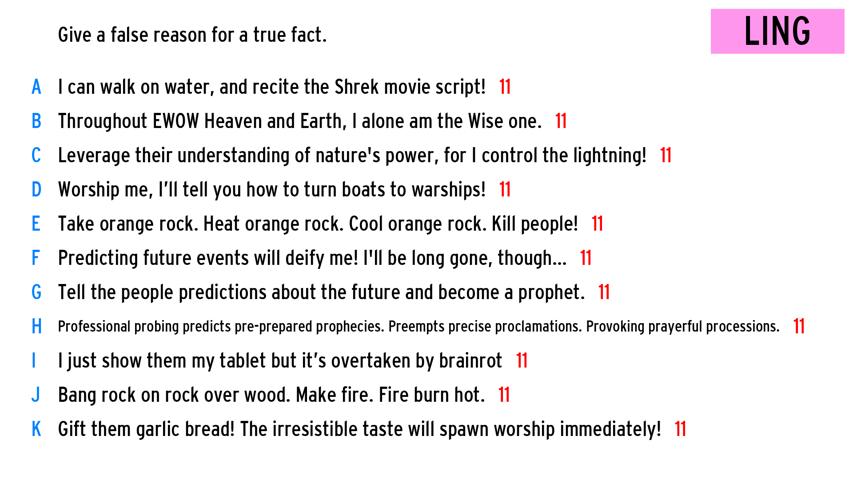 Give a false reason for a true fact.
LING
A I can walk on water, and recite the Shrek movie script! 11
B Throughout EWOW Heaven and Earth, I alone am the Wise one. 11
C Leverage their understanding of nature's power, for I control the lightning! 11
D Worship me, I’ll tell you how to turn boats to warships! 11
E Take orange rock. Heat orange rock. Cool orange rock. Kill people! 11
F Predicting future events will deify me! I'll be long gone, though... 11
G Tell the people predictions about the future and become a prophet. 11
H Professional probing predicts pre-prepared prophecies. Preempts precise proclamations. Provoking prayerful processions. 11
I I just show them my tablet but it’s overtaken by brainrot 11
J Bang rock on rock over wood. Make fire. Fire burn hot. 11
K Gift them garlic bread! The irresistible taste will spawn worship immediately! 11